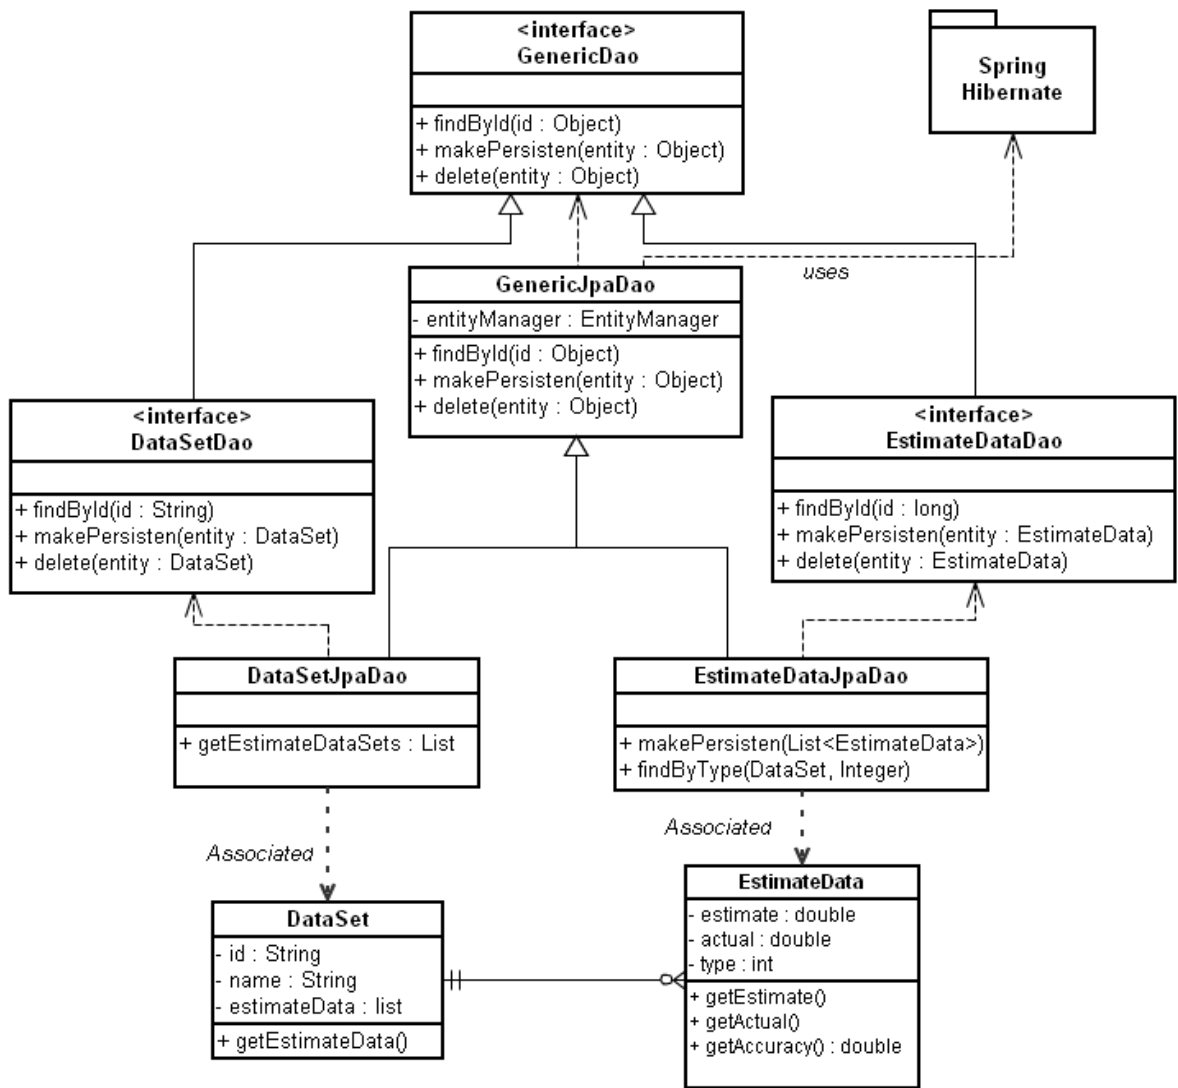 <interface>
GenericDao
+ findById(id : Object)
+ makePersisten(entity : Object)
+ delete(entity : Object)
Spring
Hibernate
uses
GenericJpaDao
- entityManager : EntityManager
+ findById(id : Object)
+ makePersisten(entity : Object)
+ delete(entity : Object)
<interface>
DataSetDao
+ findById(id : String)
+ makePersisten(entity : DataSet)
+ delete(entity : DataSet)
<interface>
EstimateDataDao
+ findById(id : long)
+ makePersisten(entity : EstimateData)
+ delete(entity : EstimateData)
DataSetJpaDao
+ getEstimateDataSets : List
EstimateDataJpaDao
+ makePersisten(List<EstimateData>)
+ findByType(DataSet, Integer)
Associated
Associated
DataSet
- id : String
- name : String
- estimateData : list
+ getEstimateData()
EstimateData
- estimate : double
- actual : double
- type : int
+ getEstimate()
+ getActual()
+ getAccuracy() : double